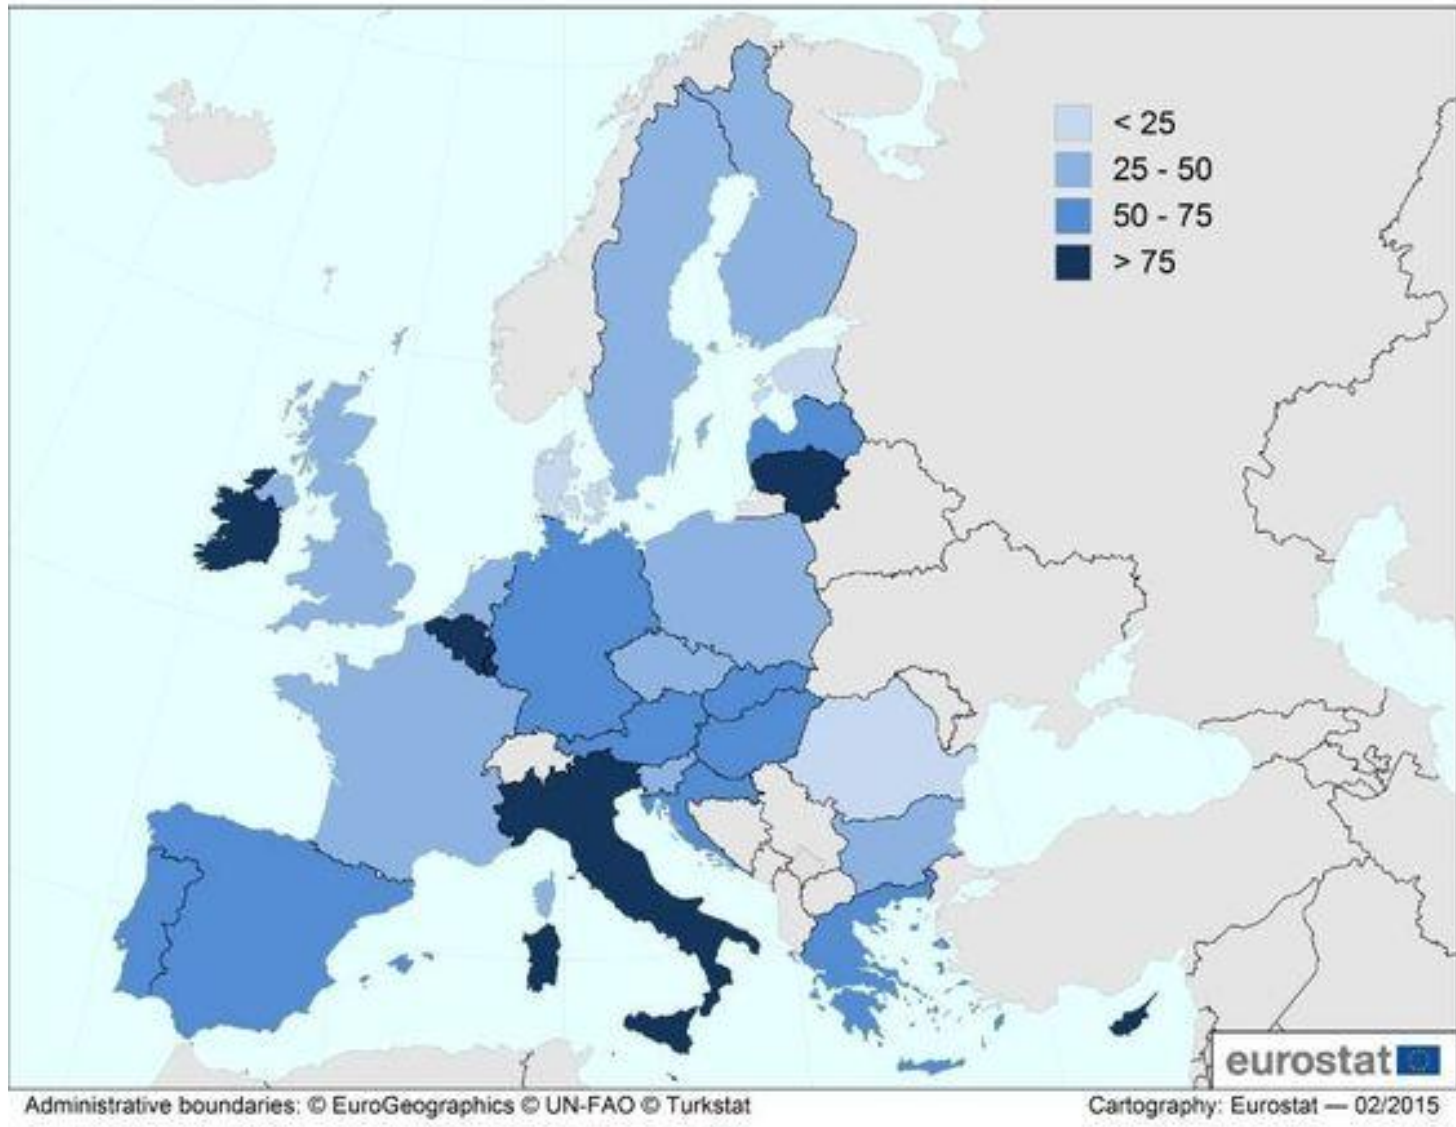 < 25
25 - 50
50 - 75
> 75
eurostat
Administrative boundaries: © EuroGeographics © UN-FAO © Turkstat
Cartography: Eurostat — 02/2015